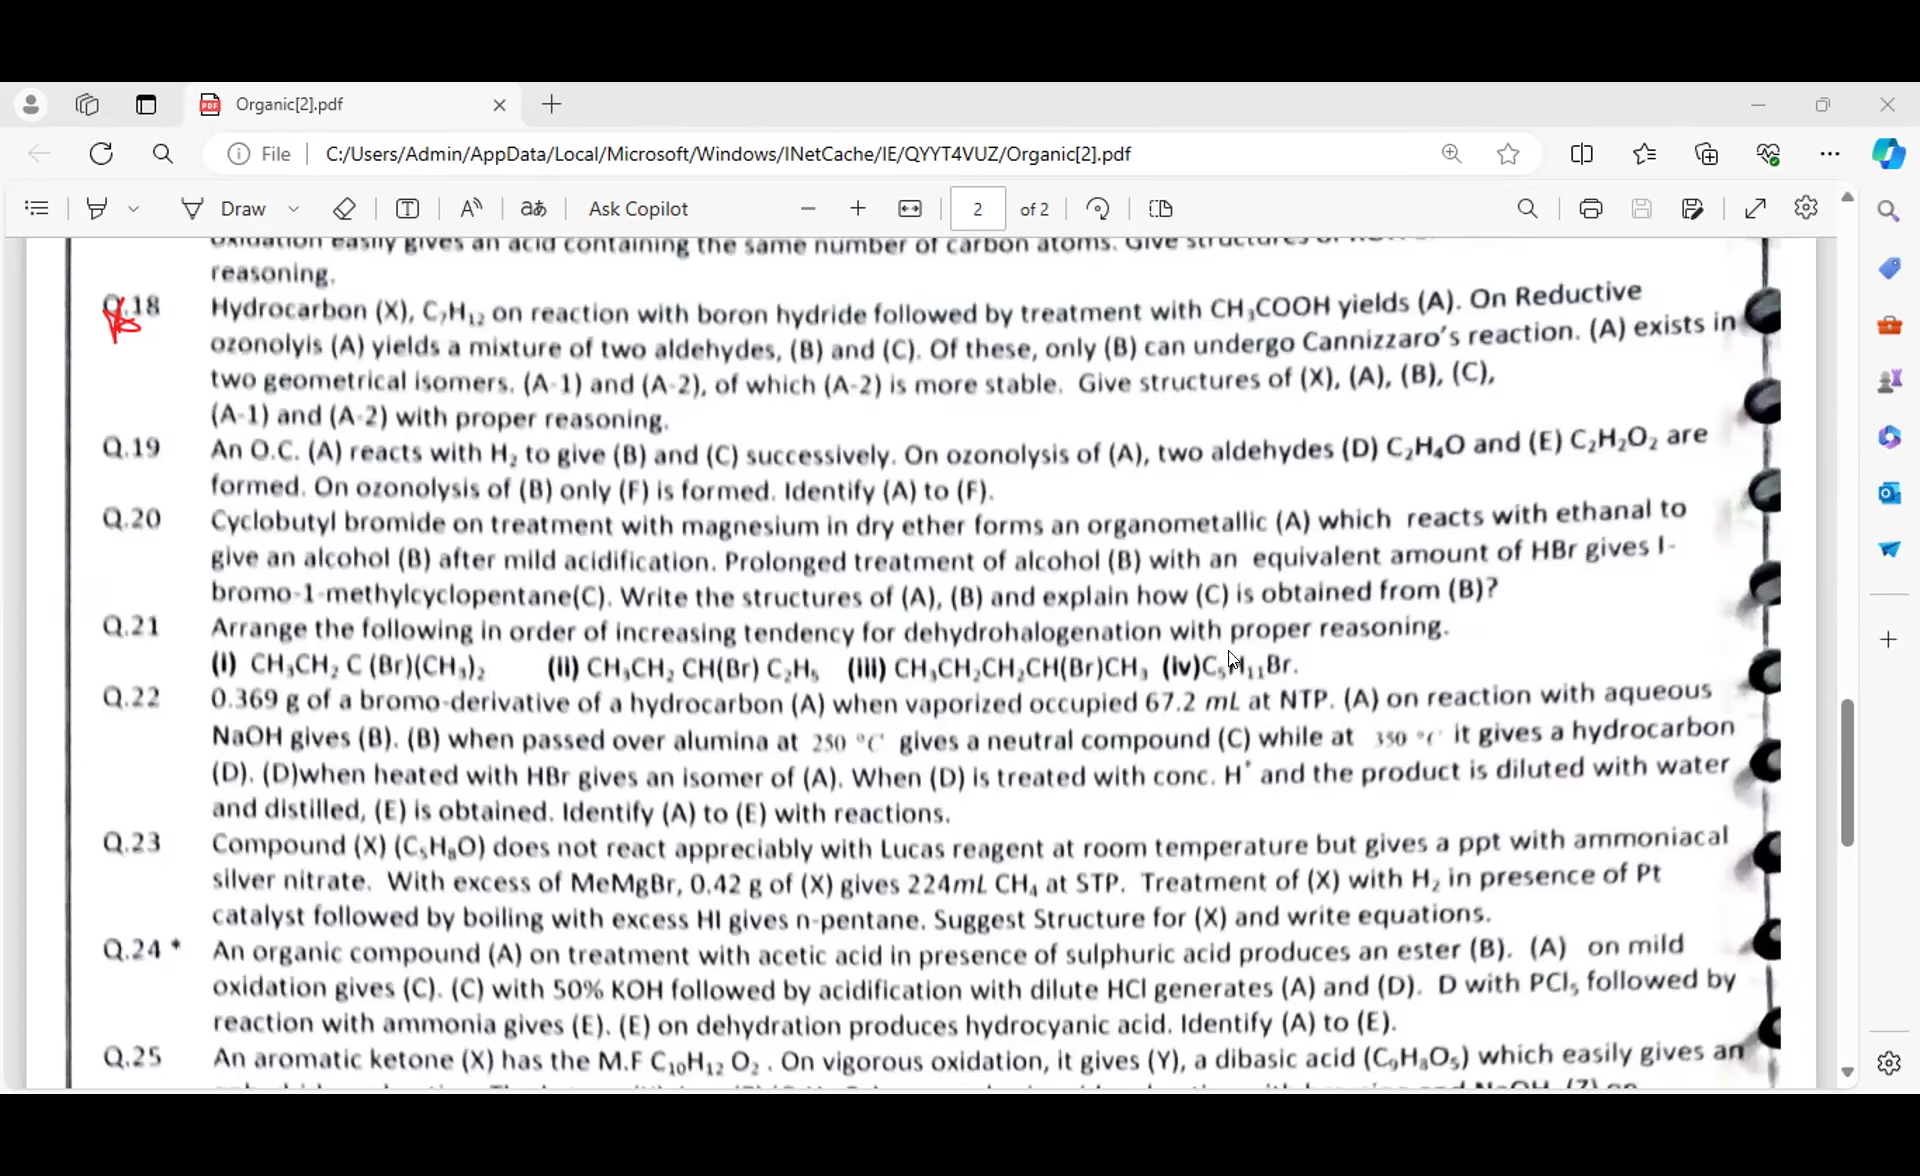 Organic[2].pdf
File
C:/Users/Admin/AppData/Local/Microsoft/Windows/INetCache/IE/QYYT4VUZ/Organic[2].pdf
Draw
Ask Copilot
2 of 2
oxidation easily gives an acid containing the same number of carbon atoms. Give structures
reasoning.
Q.18 Hydrocarbon (X), C₇H₁₂ on reaction with boron hydride followed by treatment with CH₃COOH yields (A). On Reductive
ozonolyis (A) yields a mixture of two aldehydes, (B) and (C). Of these, only (B) can undergo Cannizzaro's reaction. (A) exists in
two geometrical isomers. (A-1) and (A-2), of which (A-2) is more stable. Give structures of (X), (A), (B), (C),
(A-1) and (A-2) with proper reasoning.
Q.19 An O.C. (A) reacts with H₂ to give (B) and (C) successively. On ozonolysis of (A), two aldehydes (D) C₂H₄O and (E) C₂H₂O₂ are
formed. On ozonolysis of (B) only (F) is formed. Identify (A) to (F).
Q.20 Cyclobutyl bromide on treatment with magnesium in dry ether forms an organometallic (A) which reacts with ethanal to
give an alcohol (B) after mild acidification. Prolonged treatment of alcohol (B) with an equivalent amount of HBr gives l-
bromo-1-methylcyclopentane(C). Write the structures of (A), (B) and explain how (C) is obtained from (B)?
Q.21 Arrange the following in order of increasing tendency for dehydrohalogenation with proper reasoning.
(i) CH₃CH₂ C (Br)(CH₃)₂ (ii) CH₃CH₂ CH(Br) C₂H₅ (iii) CH₃CH₂CH₂CH(Br)CH₃ (iv)C₅H₁₁Br.
Q.22 0.369 g of a bromo-derivative of a hydrocarbon (A) when vaporized occupied 67.2 mL at NTP. (A) on reaction with aqueous
NaOH gives (B). (B) when passed over alumina at 250 °C gives a neutral compound (C) while at 350 °C it gives a hydrocarbon
(D). (D)when heated with HBr gives an isomer of (A). When (D) is treated with conc. H⁺ and the product is diluted with water
and distilled, (E) is obtained. Identify (A) to (E) with reactions.
Q.23 Compound (X) (C₅H₈O) does not react appreciably with Lucas reagent at room temperature but gives a ppt with ammoniacal
silver nitrate. With excess of MeMgBr, 0.42 g of (X) gives 224mL CH₄ at STP. Treatment of (X) with H₂ in presence of Pt
catalyst followed by boiling with excess HI gives n-pentane. Suggest Structure for (X) and write equations.
Q.24 * An organic compound (A) on treatment with acetic acid in presence of sulphuric acid produces an ester (B). (A) on mild
oxidation gives (C). (C) with 50% KOH followed by acidification with dilute HCl generates (A) and (D). D with PCl₅ followed by
reaction with ammonia gives (E). (E) on dehydration produces hydrocyanic acid. Identify (A) to (E).
Q.25 An aromatic ketone (X) has the M.F C₁₀H₁₂ O₂ . On vigorous oxidation, it gives (Y), a dibasic acid (C₉H₈O₅) which easily gives an